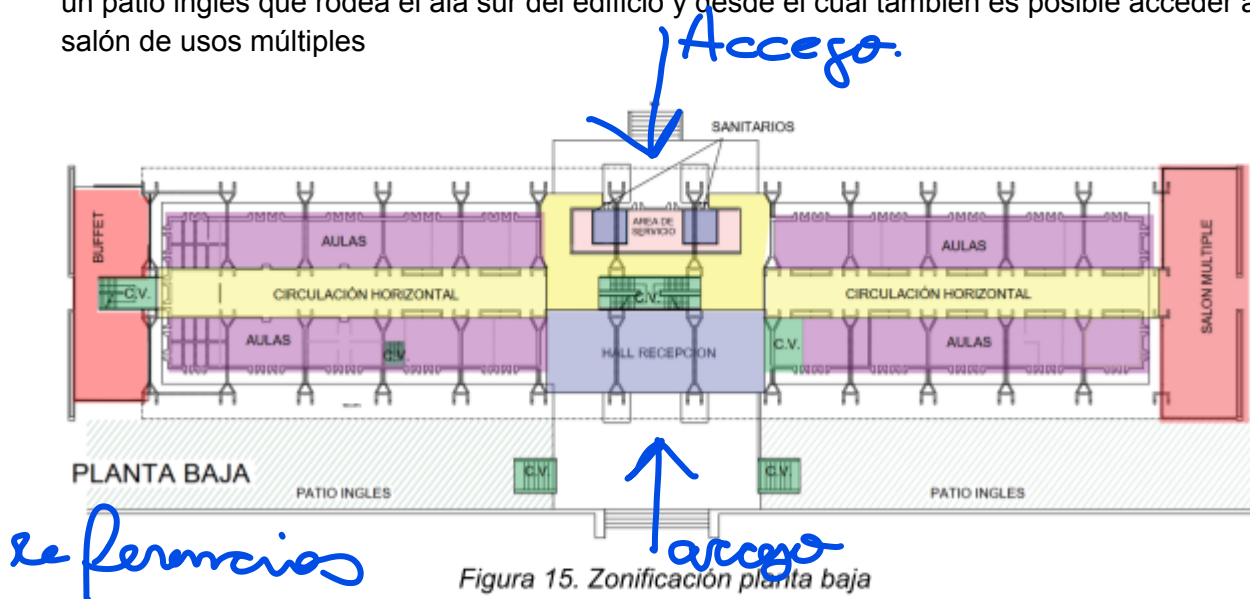 un patio inglés que rodea el ala sur del edificio y desde el cual también es posible acceder a
salón de usos múltiples
Acceso.
SANITARIOS
BUFFET
AULAS
AREA DE
SERVICIO
AULAS
SALON MULTIPLE
C.V.
CIRCULACIÓN HORIZONTAL
C.V.
CIRCULACIÓN HORIZONTAL
AULAS
C.V.
HALL RECEPCION
C.V.
AULAS
PLANTA BAJA
PATIO INGLES
C.V.
C.V.
PATIO INGLES
Referencias
acceso
Figura 15. Zonificación planta baja